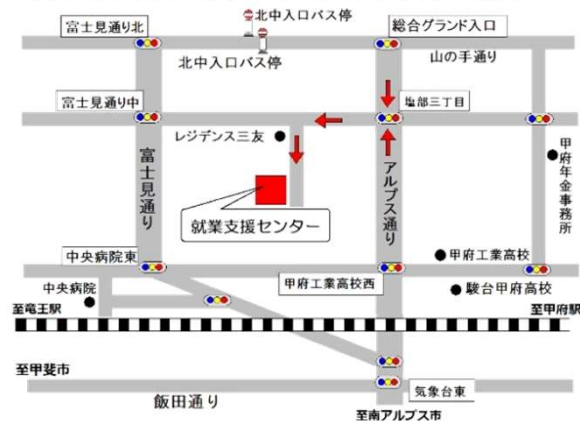 北中入口バス停
富士見通り北
総合グランド入口
北中入口バス停
山の手通り
富士見通り中
塩部三丁目
レジデンス三友
富士見通り
アルプス通り
甲府年金事務所
就業支援センター
中央病院東
甲府工業高校
中央病院
甲府工業高校西
駿台甲府高校
至竜王駅
至甲府駅
至甲斐市
飯田通り
気象台東
至南アルプス市